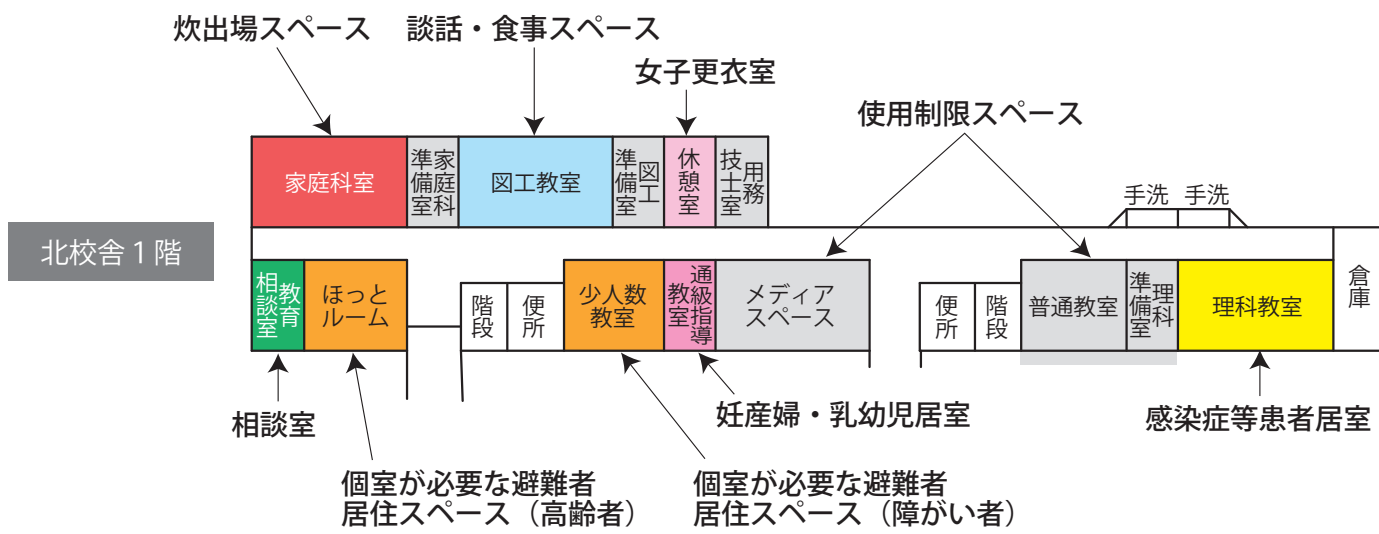 炊出場スペース
談話・食事スペース
女子更衣室
使用制限スペース
家庭科室
家庭科
準備室
図工教室
図工
準備室
休憩室
用務
技士室
手洗
手洗
北校舎1階
教育
相談室
ほっと
ルーム
階段
便所
少人数
教室
通級指導
教室
メディア
スペース
便所
階段
普通教室
理科
準備室
理科教室
倉庫
相談室
妊産婦・乳幼児居室
感染症等患者居室
個室が必要な避難者
居住スペース（高齢者）
個室が必要な避難者
居住スペース（障がい者）